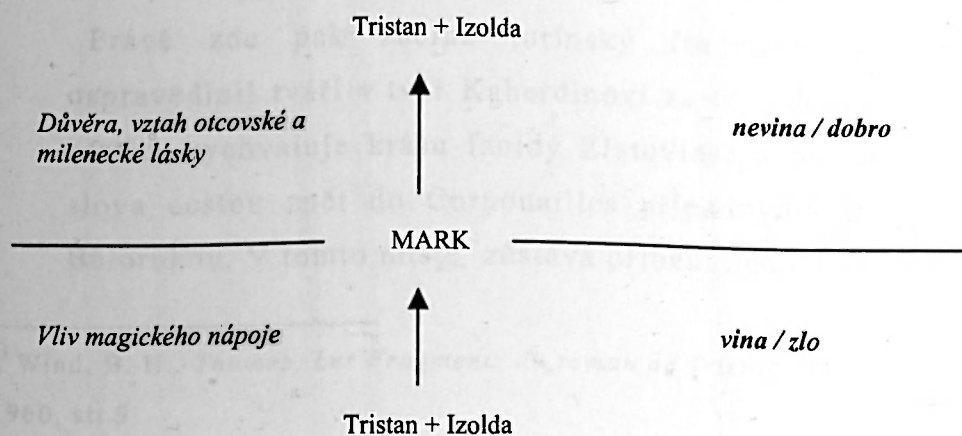 Tristan + Izolda
Důvěra, vztah otcovské a
milenecké lásky
nevina / dobro
MARK
Vliv magického nápoje
vina / zlo
Tristan + Izolda